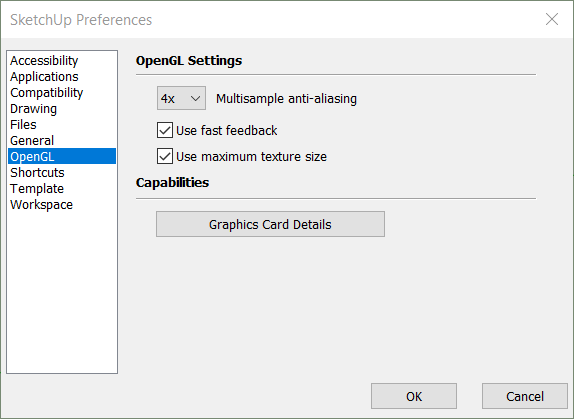 SketchUp Preferences
Accessibility
Applications
Compatibility
Drawing
Files
General
OpenGL
Shortcuts
Template
Workspace
OpenGL Settings
4x Multisample anti-aliasing
Use fast feedback
Use maximum texture size
Capabilities
Graphics Card Details
OK Cancel